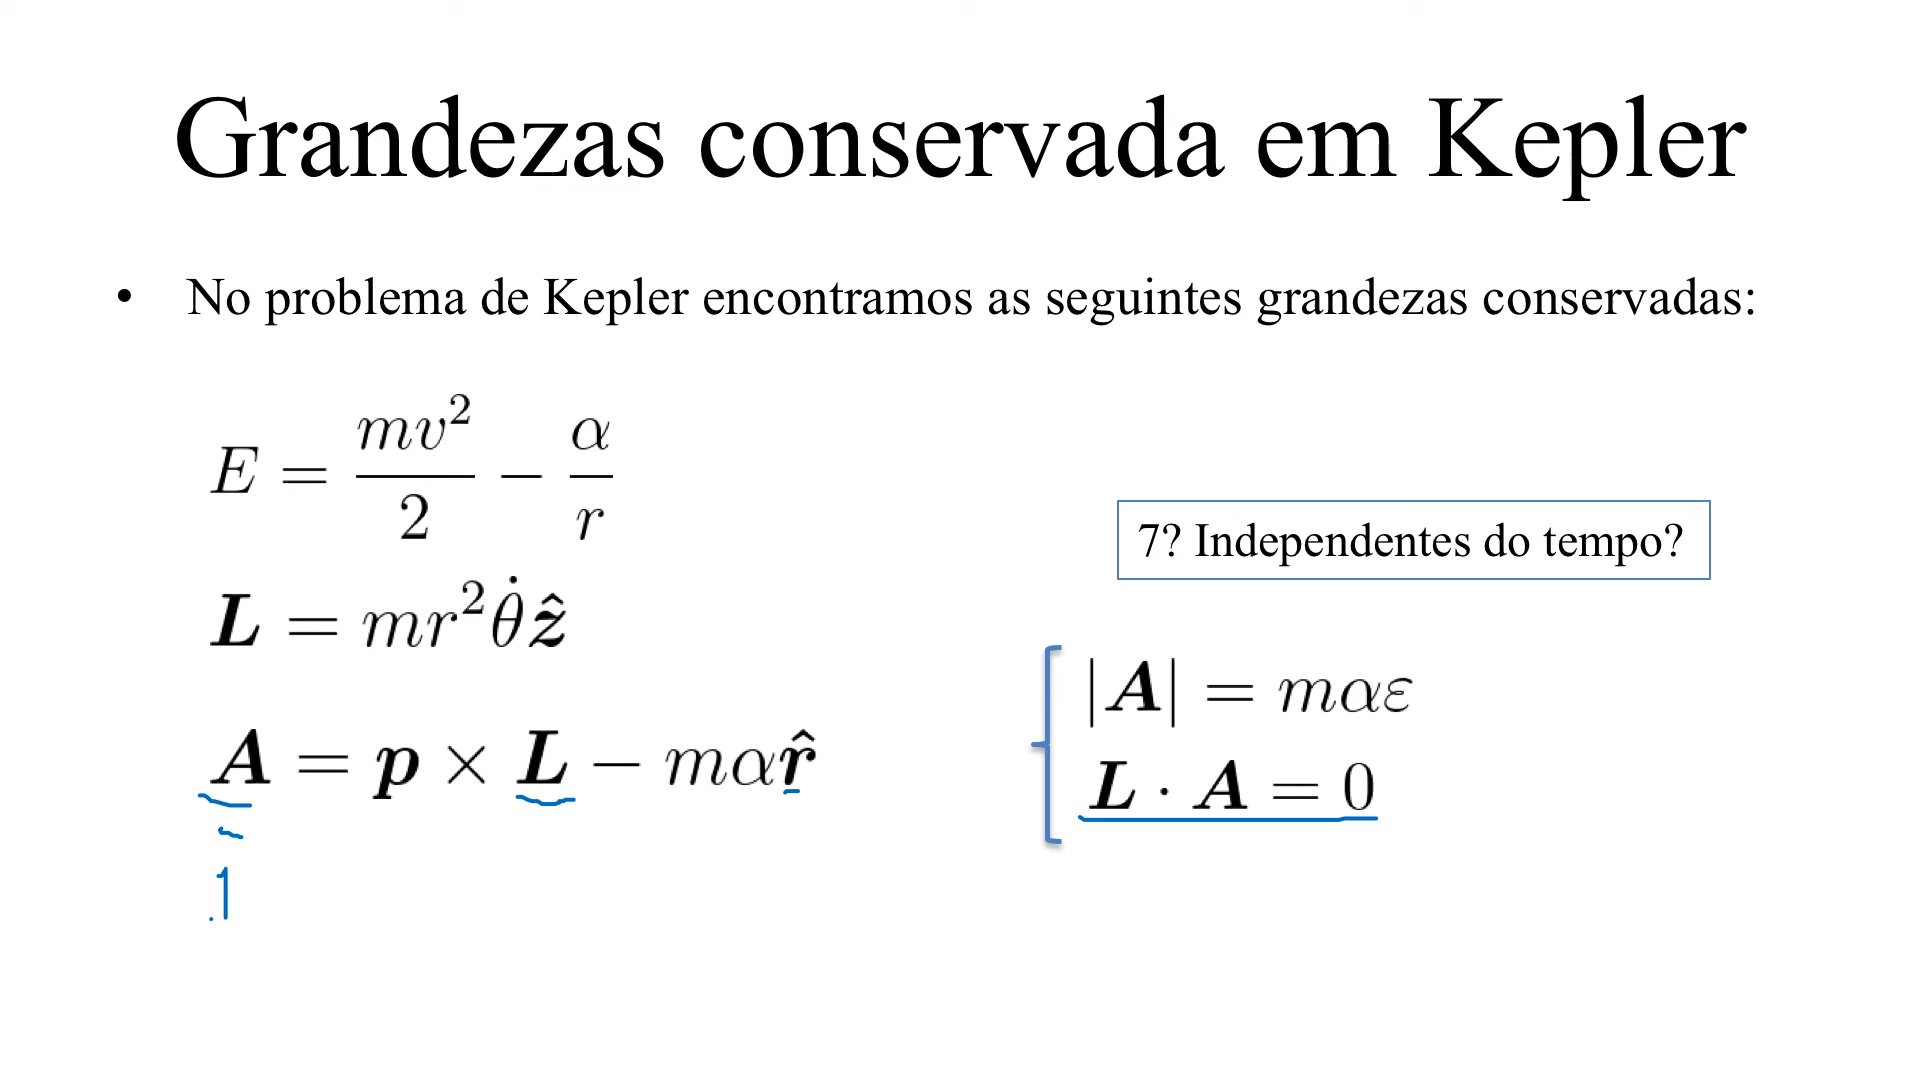 Grandezas conservada em Kepler
• No problema de Kepler encontramos as seguintes grandezas conservadas:
E = mv²/2 − α/r
7? Independentes do tempo?
L = mr²θ̇ẑ
|A| = mαε
A = p × L − mαr̂
L · A = 0
1